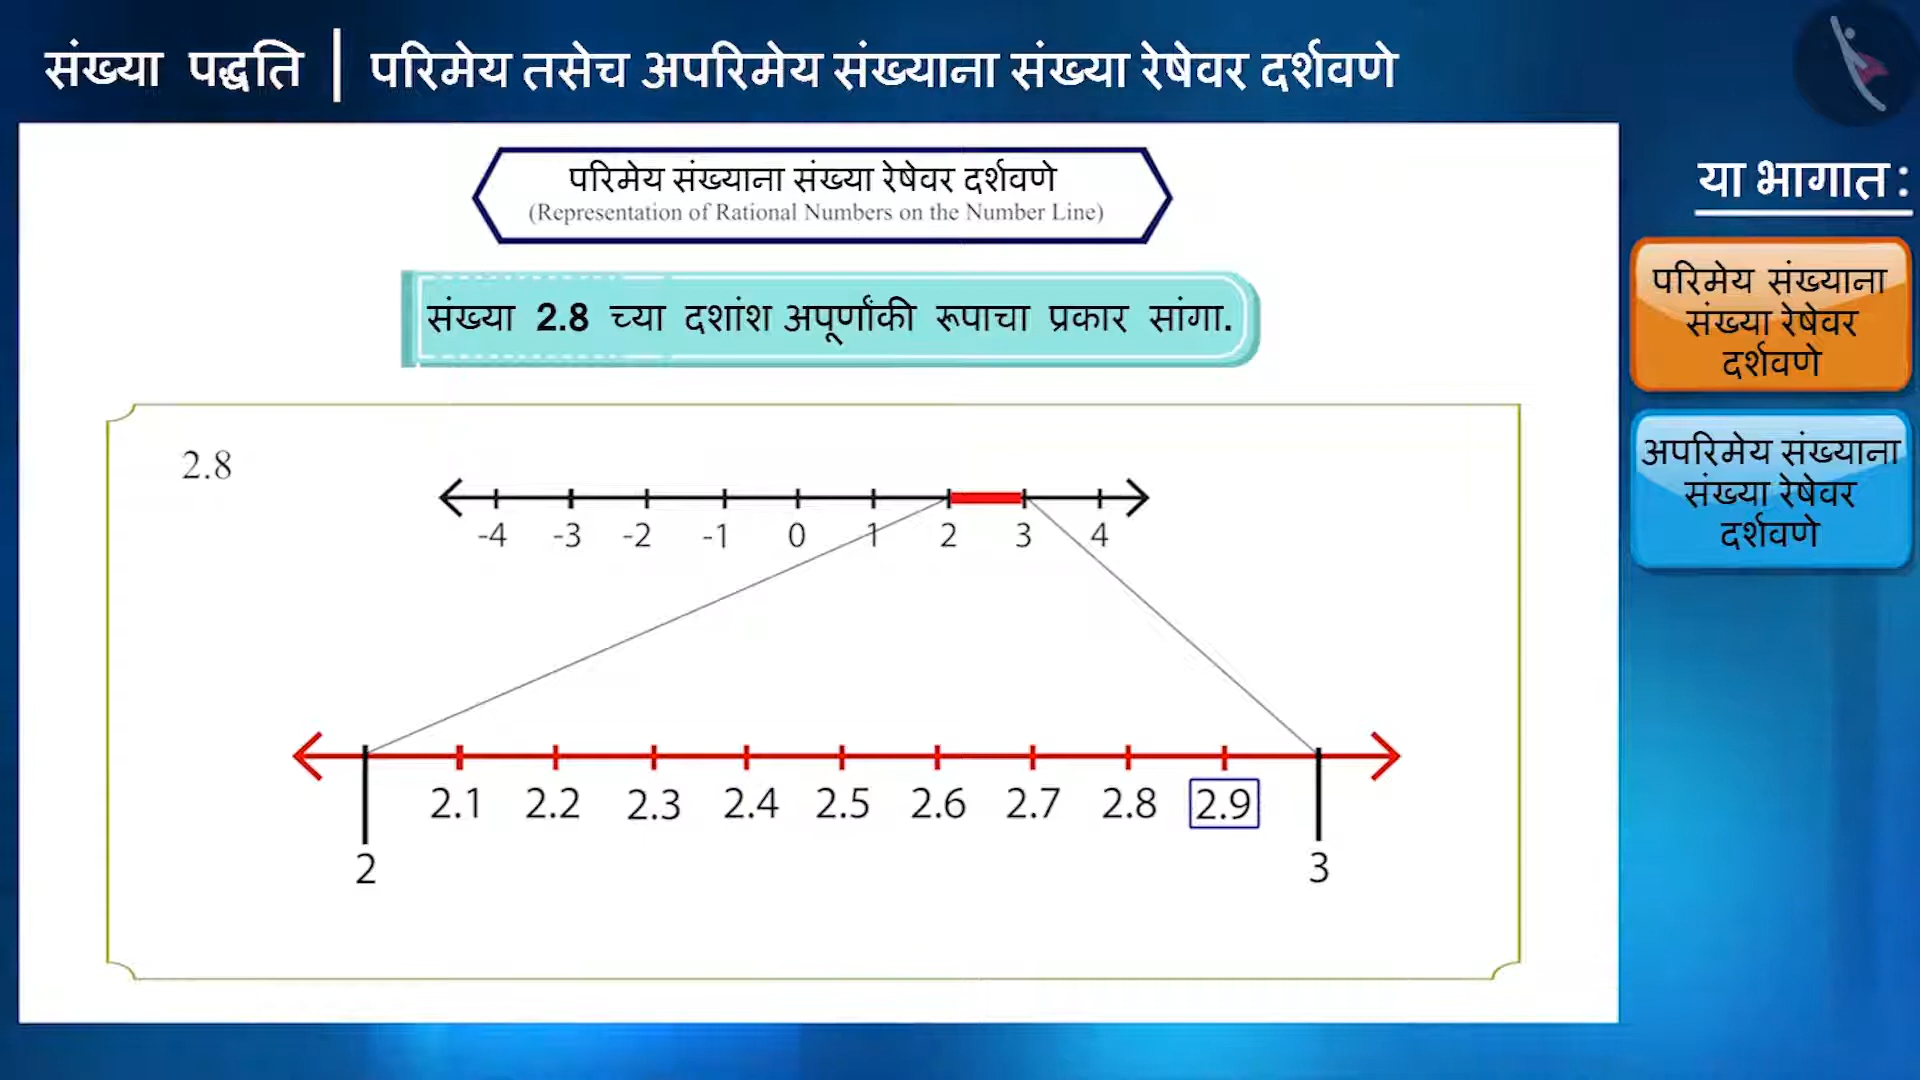 संख्या पद्धति | परिमेय तसेच अपरिमेय संख्याना संख्या रेषेवर दर्शवणे
परिमेय संख्याना संख्या रेषेवर दर्शवणे
(Representation of Rational Numbers on the Number Line)
संख्या 2.8 च्या दशांश अपूर्णांकी रूपाचा प्रकार सांगा.
2.8
-4 -3 -2 -1 0 1 2 3 4
2.1 2.2 2.3 2.4 2.5 2.6 2.7 2.8 2.9
2 3
या भागात :
परिमेय संख्याना
संख्या रेषेवर
दर्शवणे
अपरिमेय संख्याना
संख्या रेषेवर
दर्शवणे